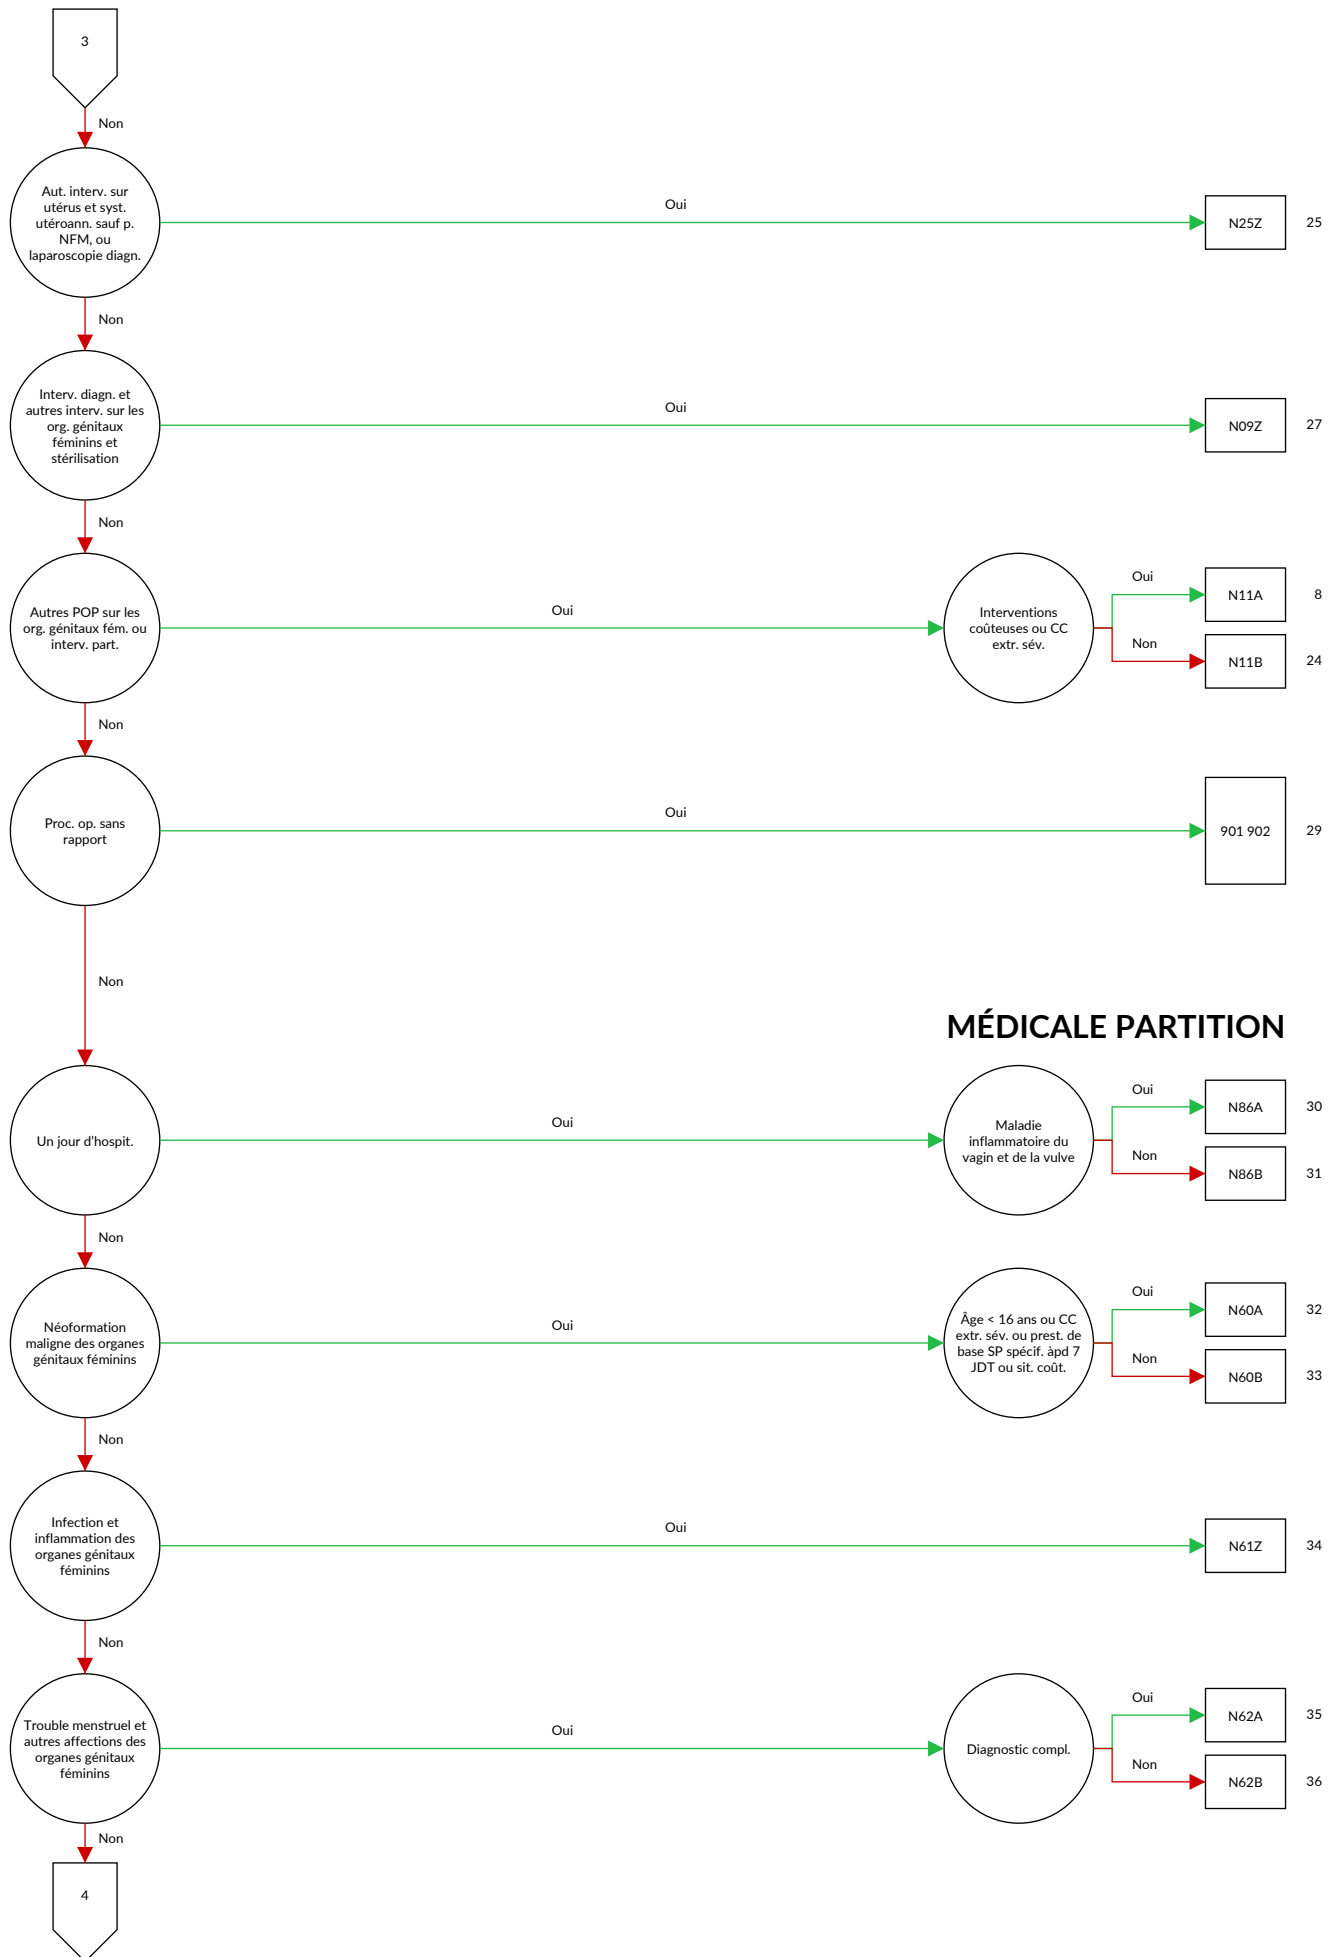 3
Non
Aut. interv. sur
utérus et syst.
utéroann. sauf p.
NFM, ou
laparoscopie diagn.
Oui
N25Z
25
Non
Interv. diagn. et
autres interv. sur les
org. génitaux
féminins et
stérilisation
Oui
N09Z
27
Non
Autres POP sur les
org. génitaux fém. ou
interv. part.
Oui
Interventions
coûteuses ou CC
extr. sév.
Oui
N11A
8
Non
N11B
24
Non
Proc. op. sans
rapport
Oui
901 902
29
Non
MÉDICALE PARTITION
Un jour d'hospit.
Oui
Maladie
inflammatoire du
vagin et de la vulve
Oui
N86A
30
Non
N86B
31
Non
Néoformation
maligne des organes
génitaux féminins
Oui
Âge < 16 ans ou CC
extr. sév. ou prest. de
base SP spécif. àpd 7
JDT ou sit. coût.
Oui
N60A
32
Non
N60B
33
Non
Infection et
inflammation des
organes génitaux
féminins
Oui
N61Z
34
Non
Trouble menstruel et
autres affections des
organes génitaux
féminins
Oui
Diagnostic compl.
Oui
N62A
35
Non
N62B
36
Non
4